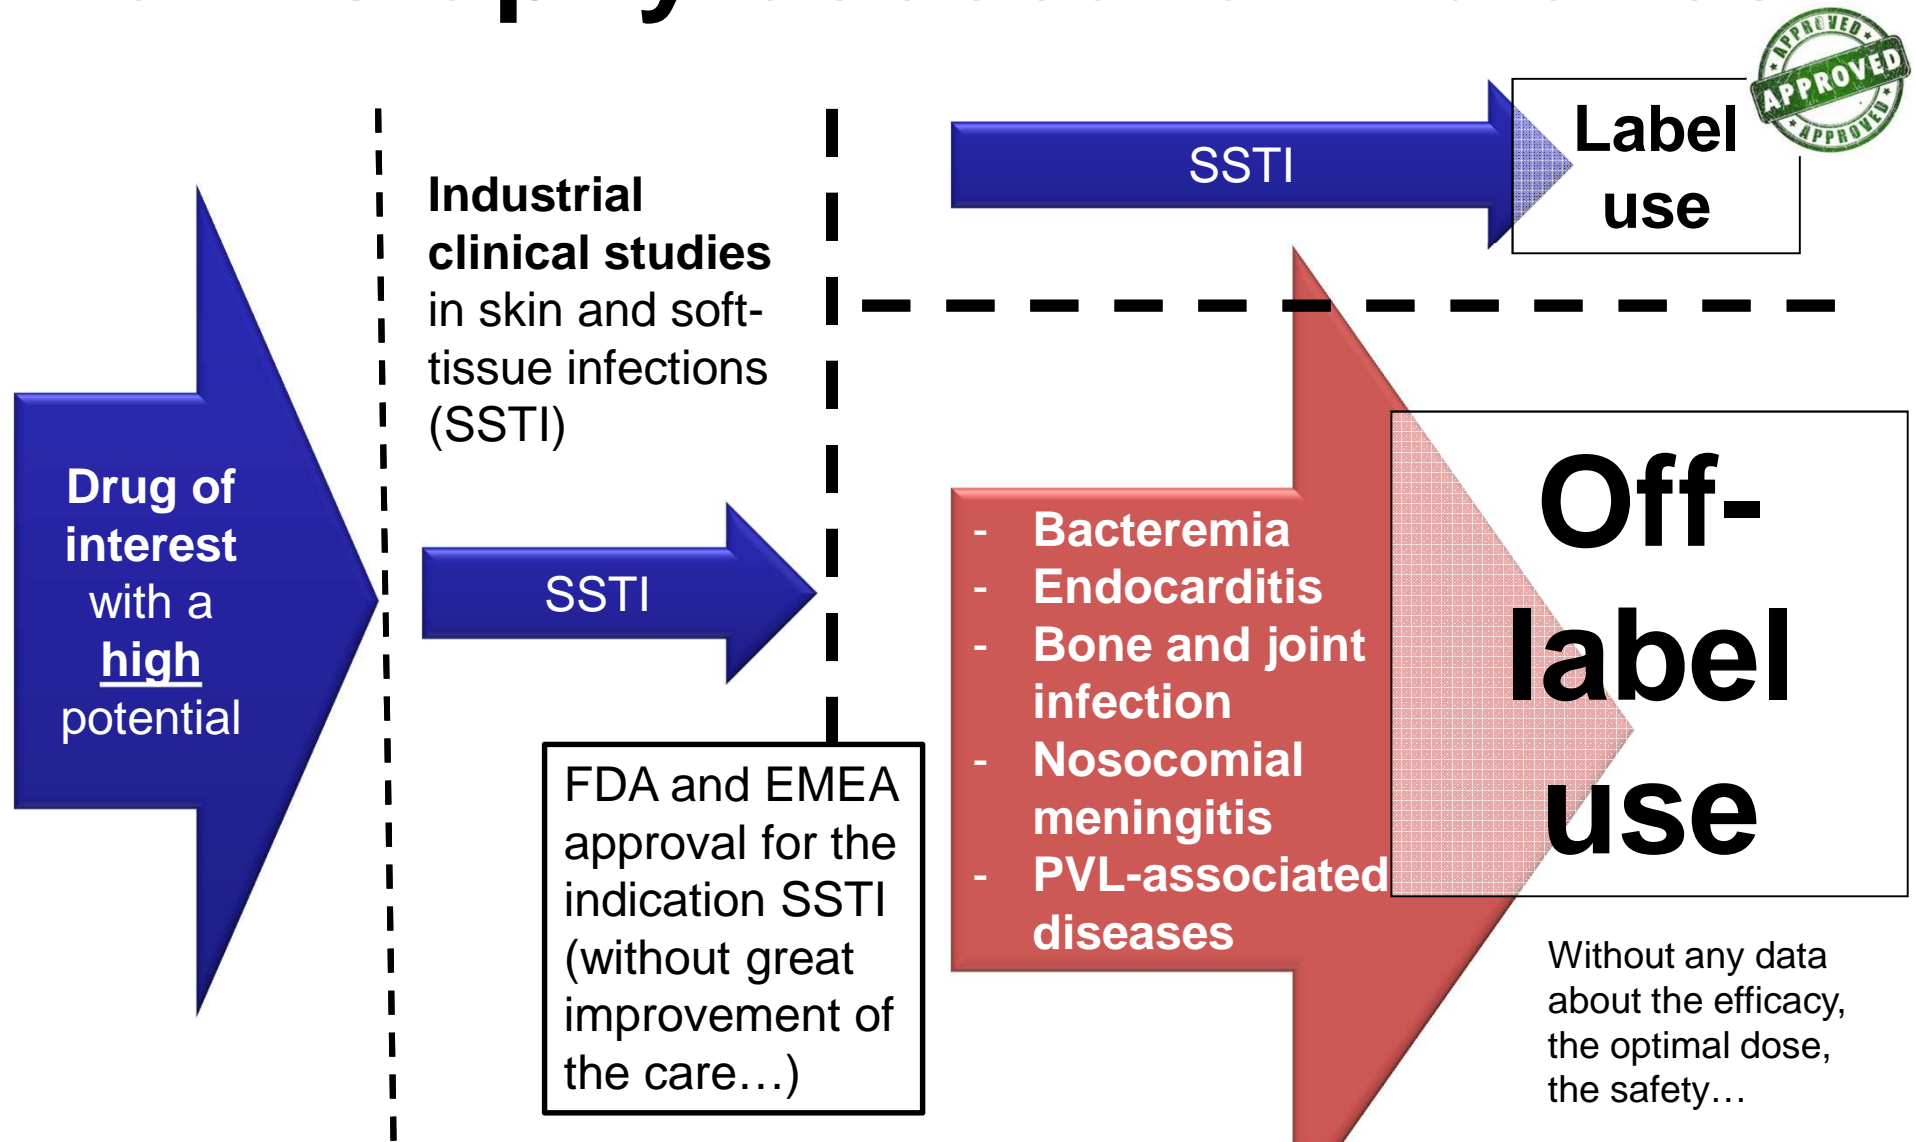 Drug of
interest
with a
high
potential
Industrial
clinical studies
in skin and soft-
tissue infections
(SSTI)
SSTI
FDA and EMEA
approval for the
indication SSTI
(without great
improvement of
the care…)
SSTI
Label
use
APPROVED
APPROVED
APPROVED
- Bacteremia
- Endocarditis
- Bone and joint
infection
- Nosocomial
meningitis
- PVL-associated
diseases
Off-
label
use
Without any data
about the efficacy,
the optimal dose,
the safety…